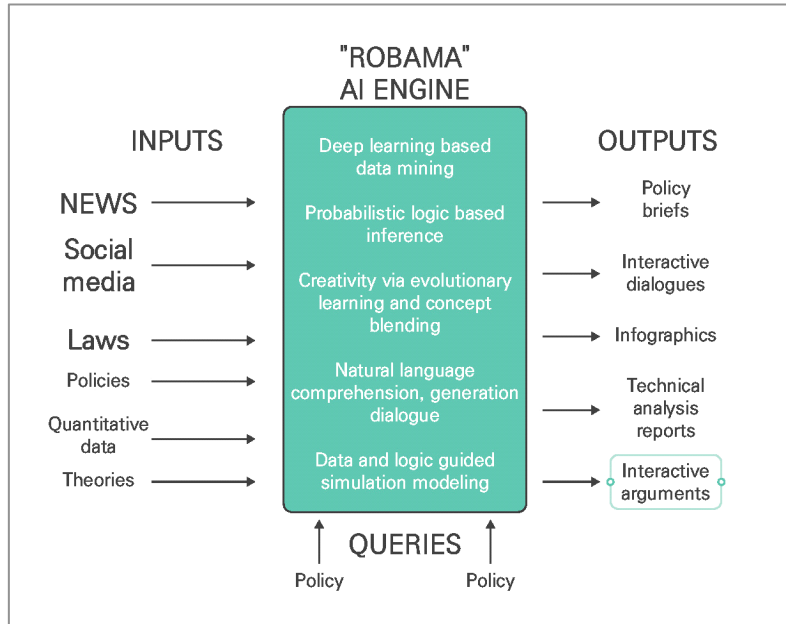 "ROBAMA"
AI ENGINE
INPUTS
NEWS
Social
media
Laws
Policies
Quantitative
data
Theories
Deep learning based
data mining
Probabilistic logic based
inference
Creativity via evolutionary
learning and concept
blending
Natural language
comprehension, generation
dialogue
Data and logic guided
simulation modeling
OUTPUTS
Policy
briefs
Interactive
dialogues
Infographics
Technical
analysis
reports
Interactive
arguments
QUERIES
Policy
Policy